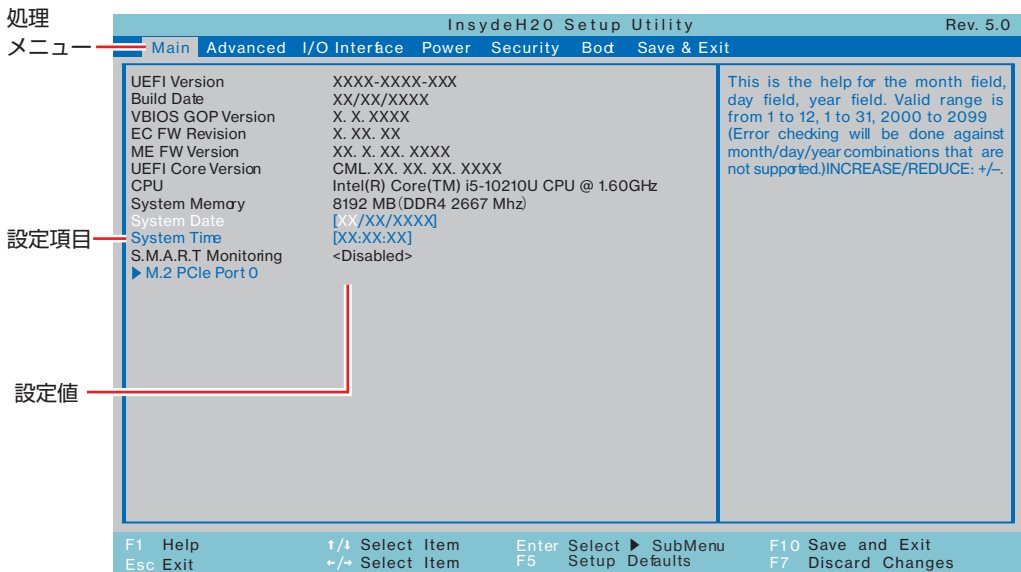 処理
メニュー
InsydeH20 Setup Utility Rev. 5.0
Main Advanced I/O Interface Power Security Boot Save & Exit
UEFI Version XXXX-XXXX-XXX
Build Date XX/XX/XXXX
VBIOS GOP Version X. X. XXXX
EC FW Revision X. XX. XX
ME FW Version XX. X. XX. XXXX
UEFI Core Version CML. XX. XX. XX. XXXX
CPU Intel(R) Core(TM) i5-10210U CPU @ 1.60GHz
System Memory 8192 MB(DDR4 2667 Mhz)
System Date [XX/XX/XXXX]
設定項目 System Time [XX:XX:XX]
S.M.A.R.T Monitoring <Disabled>
▶ M.2 PCIe Port 0
設定値
This is the help for the month field,
day field, year field. Valid range is
from 1 to 12, 1 to 31, 2000 to 2099
(Error checking will be done against
month/day/year combinations that are
not supported.)INCREASE/REDUCE: +/–.
F1 Help ↑/↓ Select Item Enter Select ▶ SubMenu F10 Save and Exit
Esc Exit ←/→ Select Item F5 Setup Defaults F7 Discard Changes